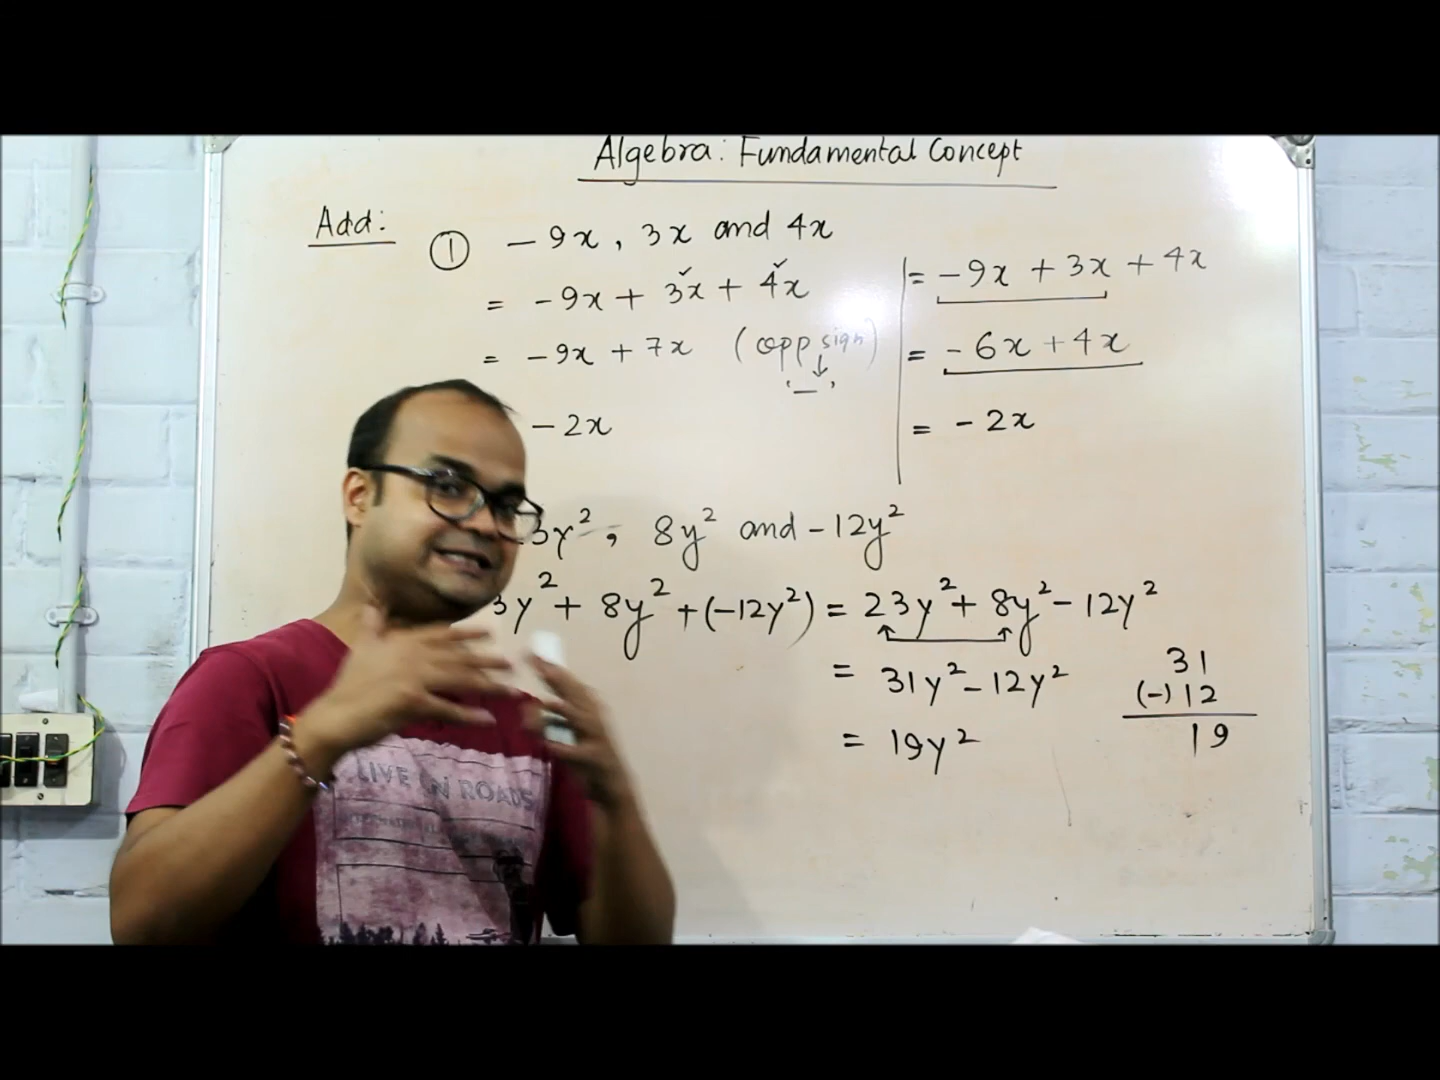 Algebra: Fundamental Concept
Add:
① - 9x, 3x and 4x
= - 9x + 3x + 4x
= - 9x + 7x (opp sign)
'-'
- 2x
= - 9x + 3x + 4x
= - 6x + 4x
= - 2x
3y², 8y² and - 12y²
3y² + 8y² + (-12y²) = 23y² + 8y² - 12y²
= 31y² - 12y²
= 19y²
31
(-) 12
19
LIVE ON ROADS